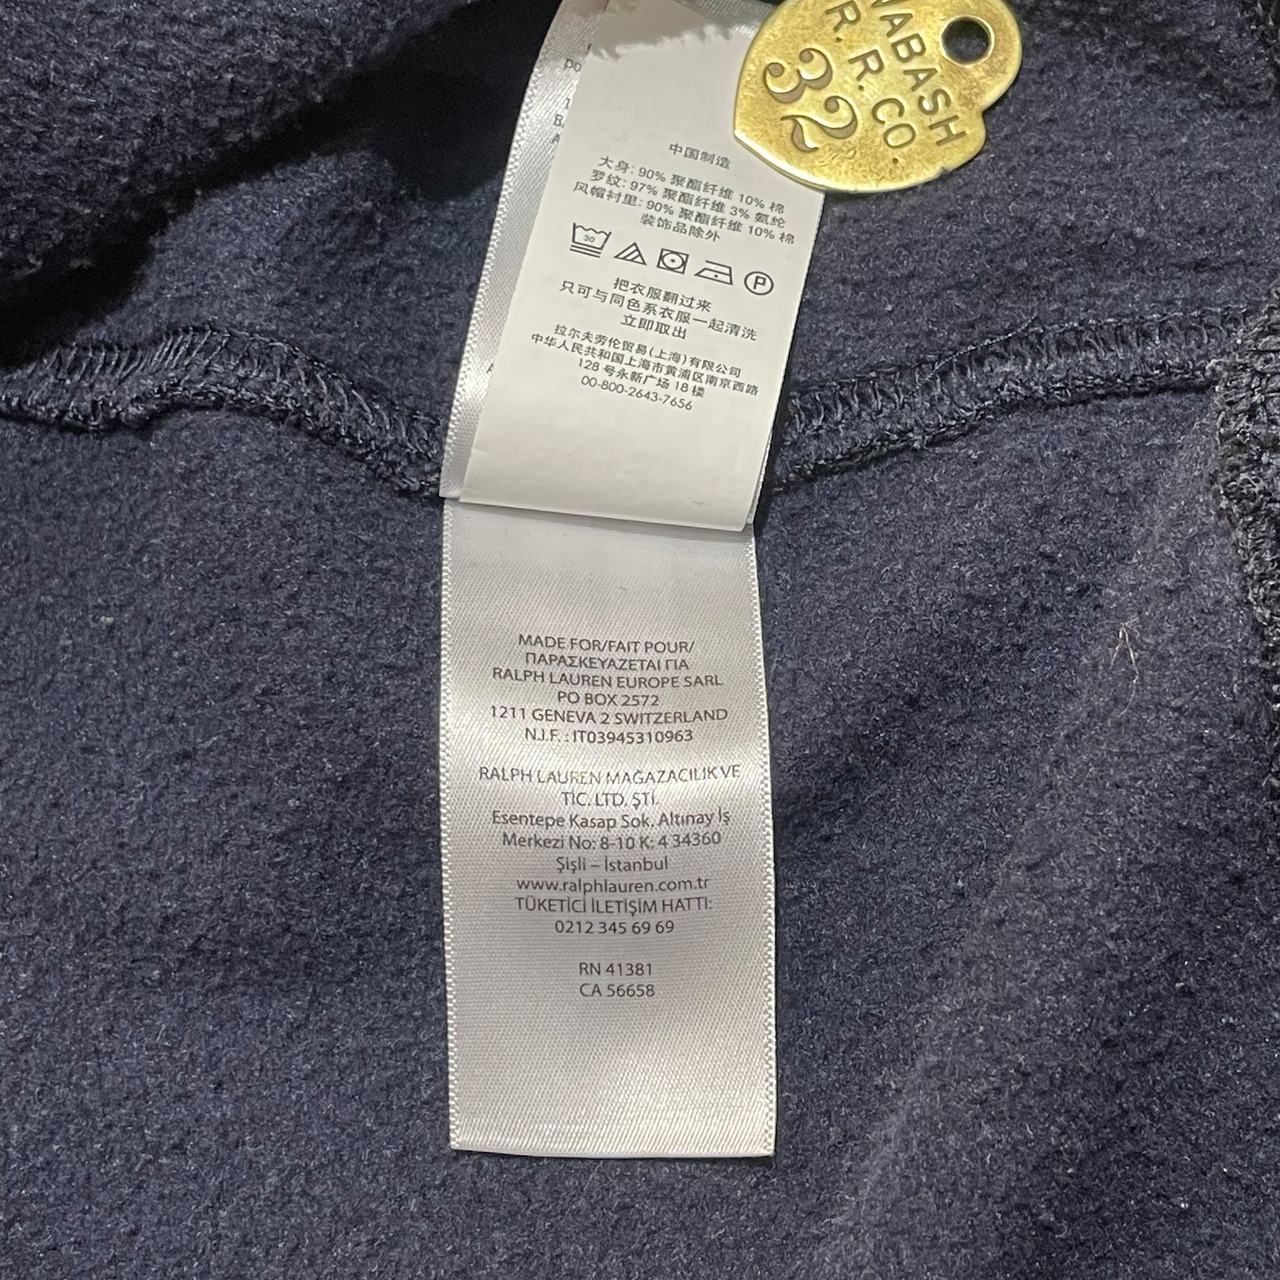 WABASH
R. R. CO
32
中国制造
大身: 90% 聚酯纤维 10% 棉
罗纹: 97% 聚酯纤维 3% 氨纶
风帽衬里: 90% 聚酯纤维 10% 棉
装饰品除外
30
P
把衣服翻过来
只可与同色系衣服一起清洗
立即取出
拉尔夫劳伦贸易(上海)有限公司
中华人民共和国上海市黄浦区南京西路
128 号永新广场 18 楼
00-800-2643-7656
MADE FOR/FAIT POUR/
ΠΑΡΑΣΚΕΥΑΖΕΤΑΙ ΓΙΑ
RALPH LAUREN EUROPE SARL
PO BOX 2572
1211 GENEVA 2 SWITZERLAND
N.I.F. : IT03945310963
RALPH LAUREN MAĞAZACILIK VE
TİC. LTD. ŞTİ.
Esentepe Kasap Sok. Altınay İş
Merkezi No: 8-10 K: 4 34360
Şişli – İstanbul
www.ralphlauren.com.tr
TÜKETİCİ İLETİŞİM HATTI:
0212 345 69 69
RN 41381
CA 56658